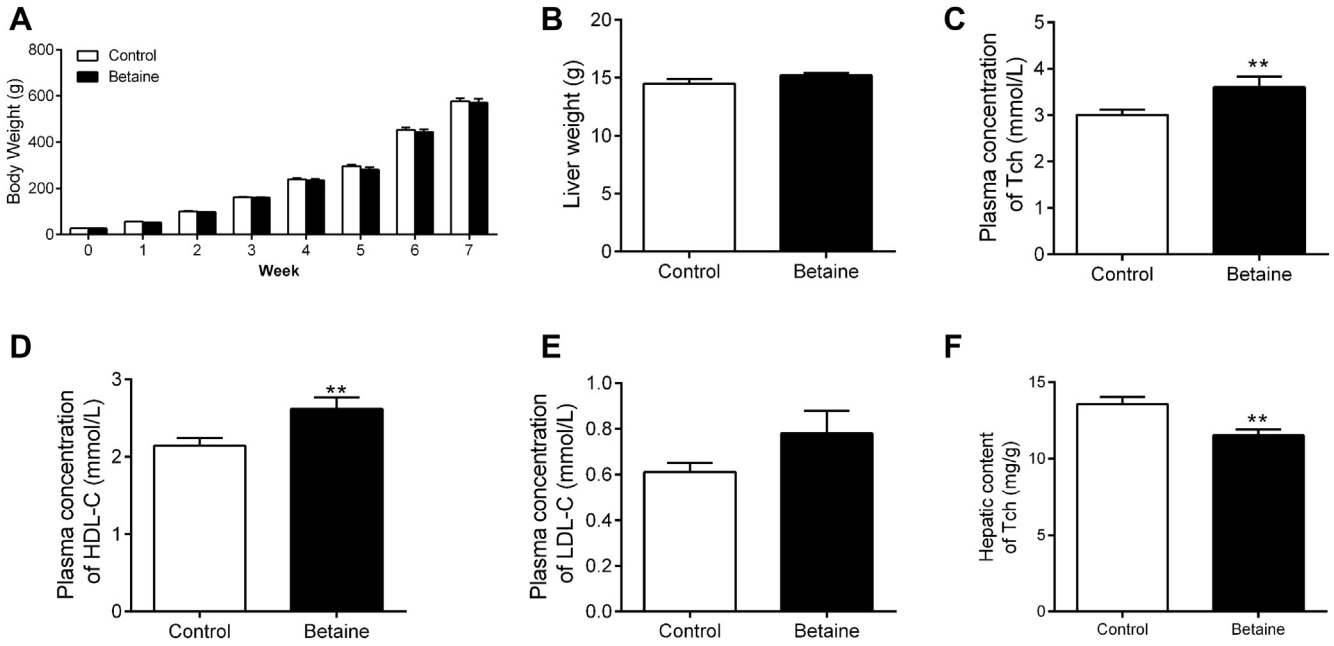 A
Body Weight (g)
800
600
400
200
0
Control
Betaine
0 1 2 3 4 5 6 7
Week
B
Liver weight (g)
20
15
10
5
0
Control Betaine
C
Plasma concentration
of Tch (mmol/L)
5
4
3
2
1
0
**
Control Betaine
D
Plasma concentration
of HDL-C (mmol/L)
3
2
1
0
**
Control Betaine
E
Plasma concentration
of LDL-C (mmol/L)
1.0
0.8
0.6
0.4
0.2
0.0
Control Betaine
F
Hepatic content
of Tch (mg/g)
15
10
5
0
**
Control Betaine